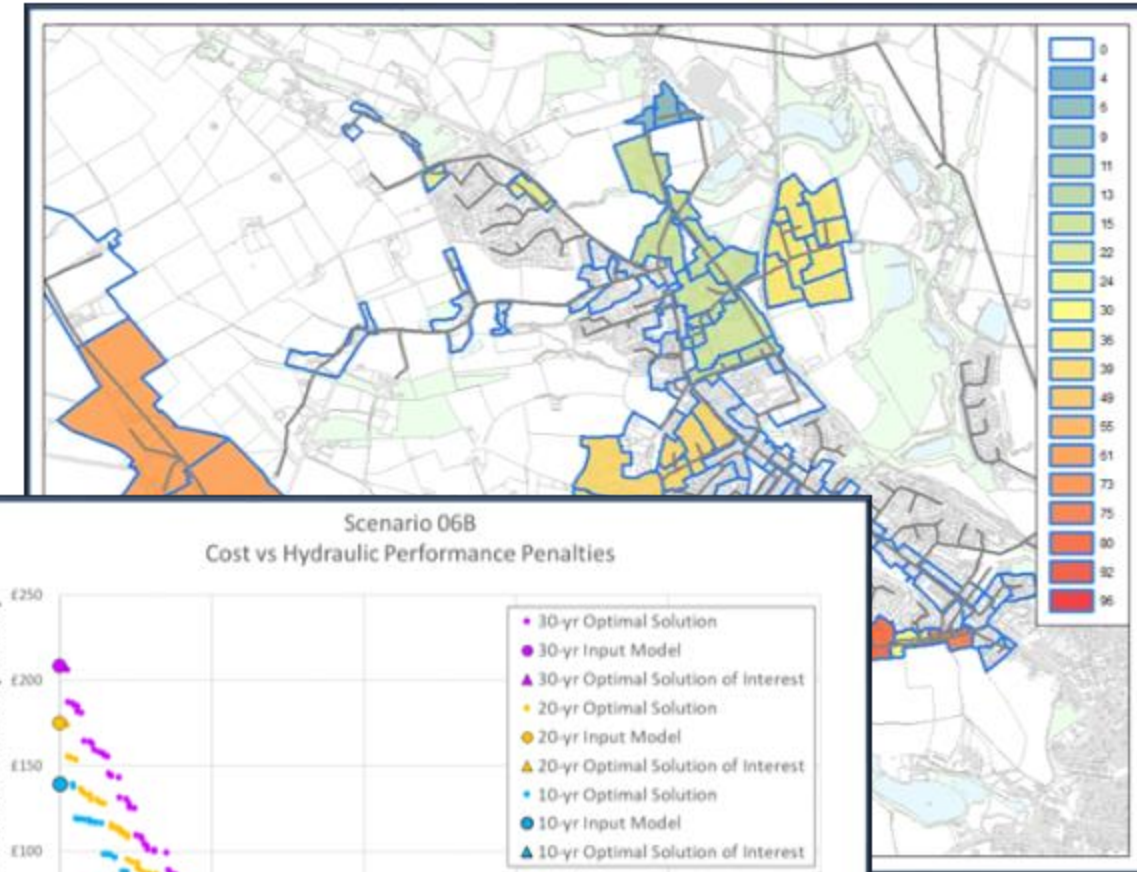 0
4
6
9
11
13
15
22
24
30
36
39
49
55
61
73
75
80
92
96
Scenario 06B
Cost vs Hydraulic Performance Penalties
£250
£200
£150
£100
30-yr Optimal Solution
30-yr Input Model
30-yr Optimal Solution of Interest
20-yr Optimal Solution
20-yr Input Model
20-yr Optimal Solution of Interest
10-yr Optimal Solution
10-yr Input Model
10-yr Optimal Solution of Interest